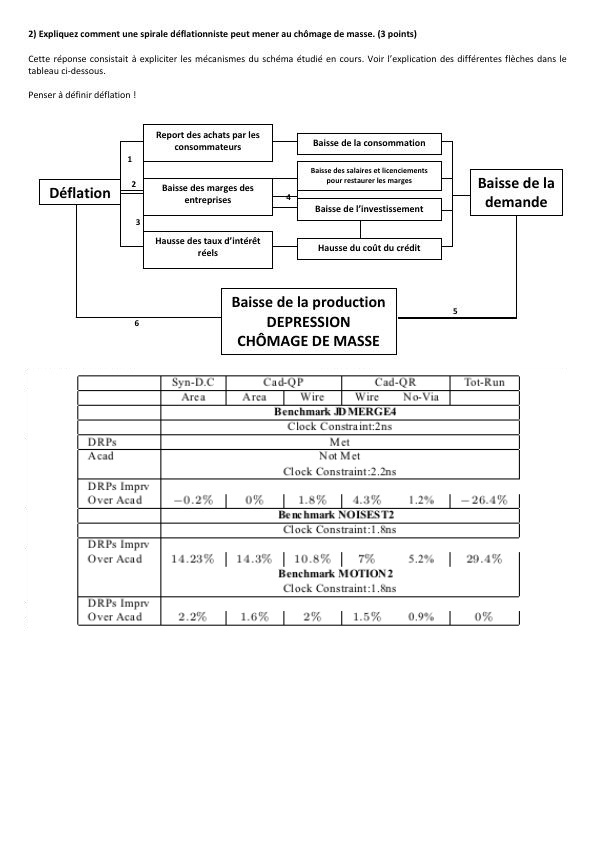 2) Expliquez comment une spirale déflationniste peut mener au chômage de masse. (3 points)
Cette réponse consistait à expliciter les mécanismes du schéma étudié en cours. Voir l'explication des différentes flèches dans le
tableau ci-dessous.
Penser à définir déflation !
Report des achats par les
consommateurs
Baisse de la consommation
1
Baisse des salaires et licenciements
pour restaurer les marges
Baisse de la
demande
Déflation
2
Baisse des marges des
entreprises
4
Baisse de l'investissement
3
Hausse des taux d'intérêt
réels
Hausse du coût du crédit
Baisse de la production
DEPRESSION
CHÔMAGE DE MASSE
5
6
Syn-D.C Cad-QP Cad-QR Tot-Run
Area Area Wire Wire No-Via
Benchmark JDMERGE4
Clock Constraint:2ns
DRPs Met
Acad Not Met
Clock Constraint:2.2ns
DRPs Imprv
Over Acad −0.2% 0% 1.8% 4.3% 1.2% −26.4%
Benchmark NOISEST2
Clock Constraint:1.8ns
DRPs Imprv
Over Acad 14.23% 14.3% 10.8% 7% 5.2% 29.4%
Benchmark MOTION2
Clock Constraint:1.8ns
DRPs Imprv
Over Acad 2.2% 1.6% 2% 1.5% 0.9% 0%